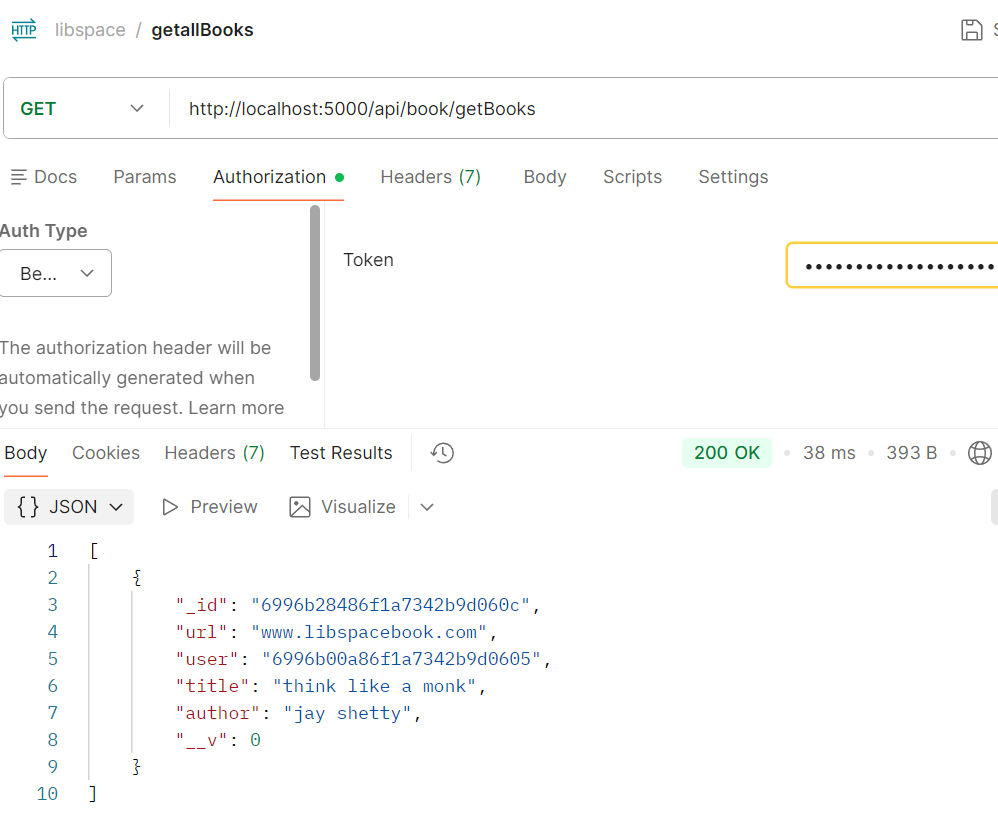 HTTP libspace / getallBooks
GET http://localhost:5000/api/book/getBooks
Docs Params Authorization Headers (7) Body Scripts Settings
Auth Type
Be...
Token ••••••••••••••••••••
The authorization header will be
automatically generated when
you send the request. Learn more
Body Cookies Headers (7) Test Results 200 OK • 38 ms • 393 B •
{} JSON Preview Visualize
1 [
2 {
3 "_id": "6996b28486f1a7342b9d060c",
4 "url": "www.libspacebook.com",
5 "user": "6996b00a86f1a7342b9d0605",
6 "title": "think like a monk",
7 "author": "jay shetty",
8 "__v": 0
9 }
10 ]